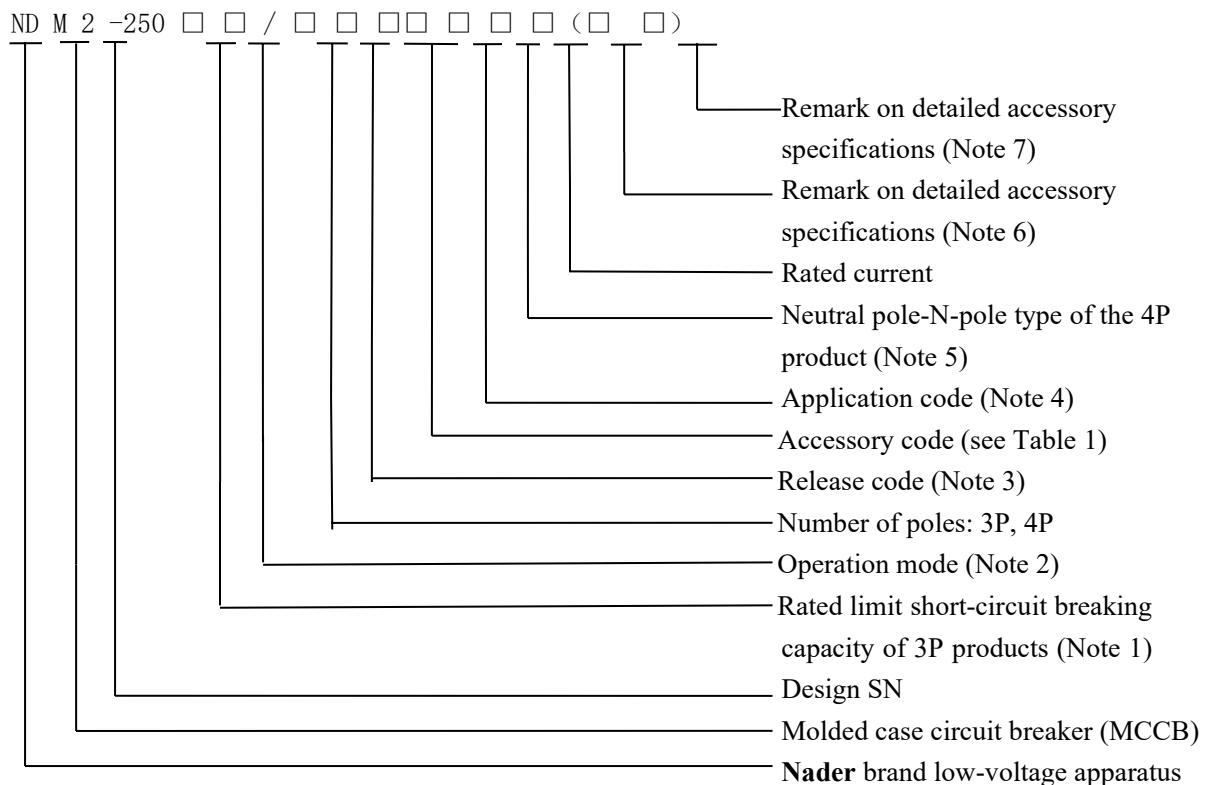 ND M 2 -250 □ □ / □ □ □□ □ □ □ (□ □)
Remark on detailed accessory
specifications (Note 7)
Remark on detailed accessory
specifications (Note 6)
Rated current
Neutral pole-N-pole type of the 4P
product (Note 5)
Application code (Note 4)
Accessory code (see Table 1)
Release code (Note 3)
Number of poles: 3P, 4P
Operation mode (Note 2)
Rated limit short-circuit breaking
capacity of 3P products (Note 1)
Design SN
Molded case circuit breaker (MCCB)
Nader brand low-voltage apparatus